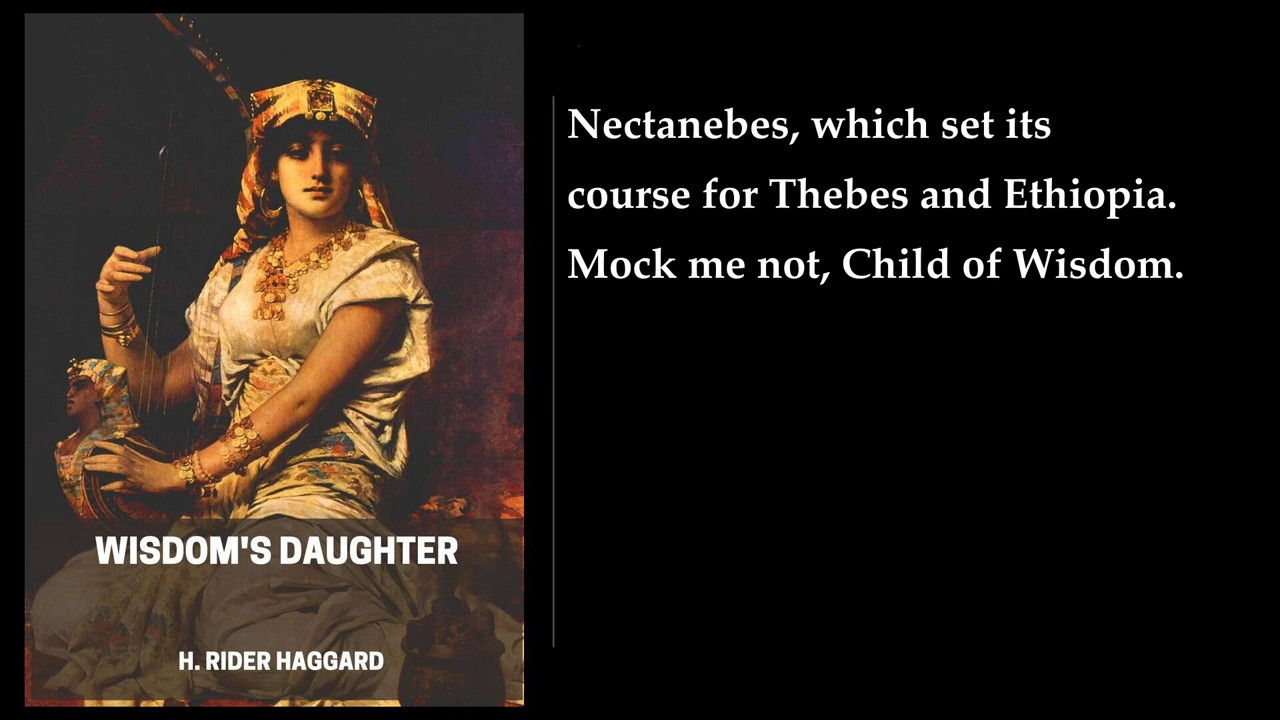 WISDOM'S DAUGHTER
H. RIDER HAGGARD
Nectanebes, which set its
course for Thebes and Ethiopia.
Mock me not, Child of Wisdom.